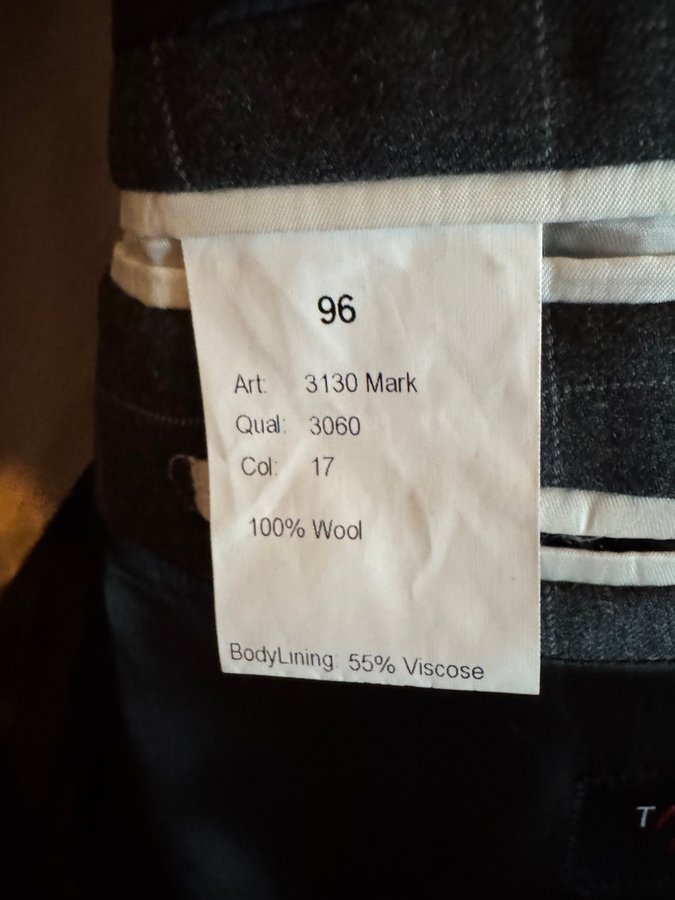 96
Art: 3130 Mark
Qual: 3060
Col: 17
100% Wool
BodyLining: 55% Viscose
T